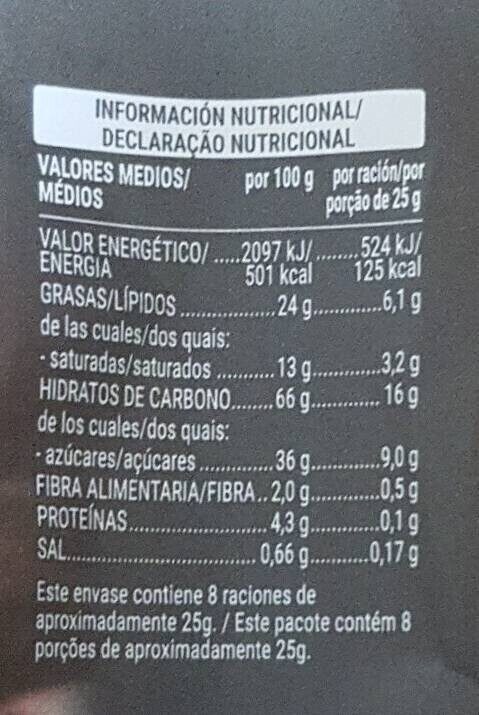 INFORMACIÓN NUTRICIONAL/
DECLARAÇÃO NUTRICIONAL
VALORES MEDIOS/ por 100 g por ración/por
MÉDIOS porção de 25 g
VALOR ENERGÉTICO/.....2097 kJ/........524 kJ/
ENERGIA 501 kcal 125 kcal
GRASAS/LÍPIDOS................24 g............6,1 g
de las cuales/dos quais:
- saturadas/saturados..........13 g............3,2 g
HIDRATOS DE CARBONO.......66 g............16 g
de los cuales/dos quais:
- azúcares/açúcares............36 g............9,0 g
FIBRA ALIMENTARIA/FIBRA..2,0 g...........0,5 g
PROTEÍNAS.......................4,3 g...........0,1 g
SAL................................0,66 g..........0,17 g
Este envase contiene 8 raciones de
aproximadamente 25g. / Este pacote contém 8
porções de aproximadamente 25g.